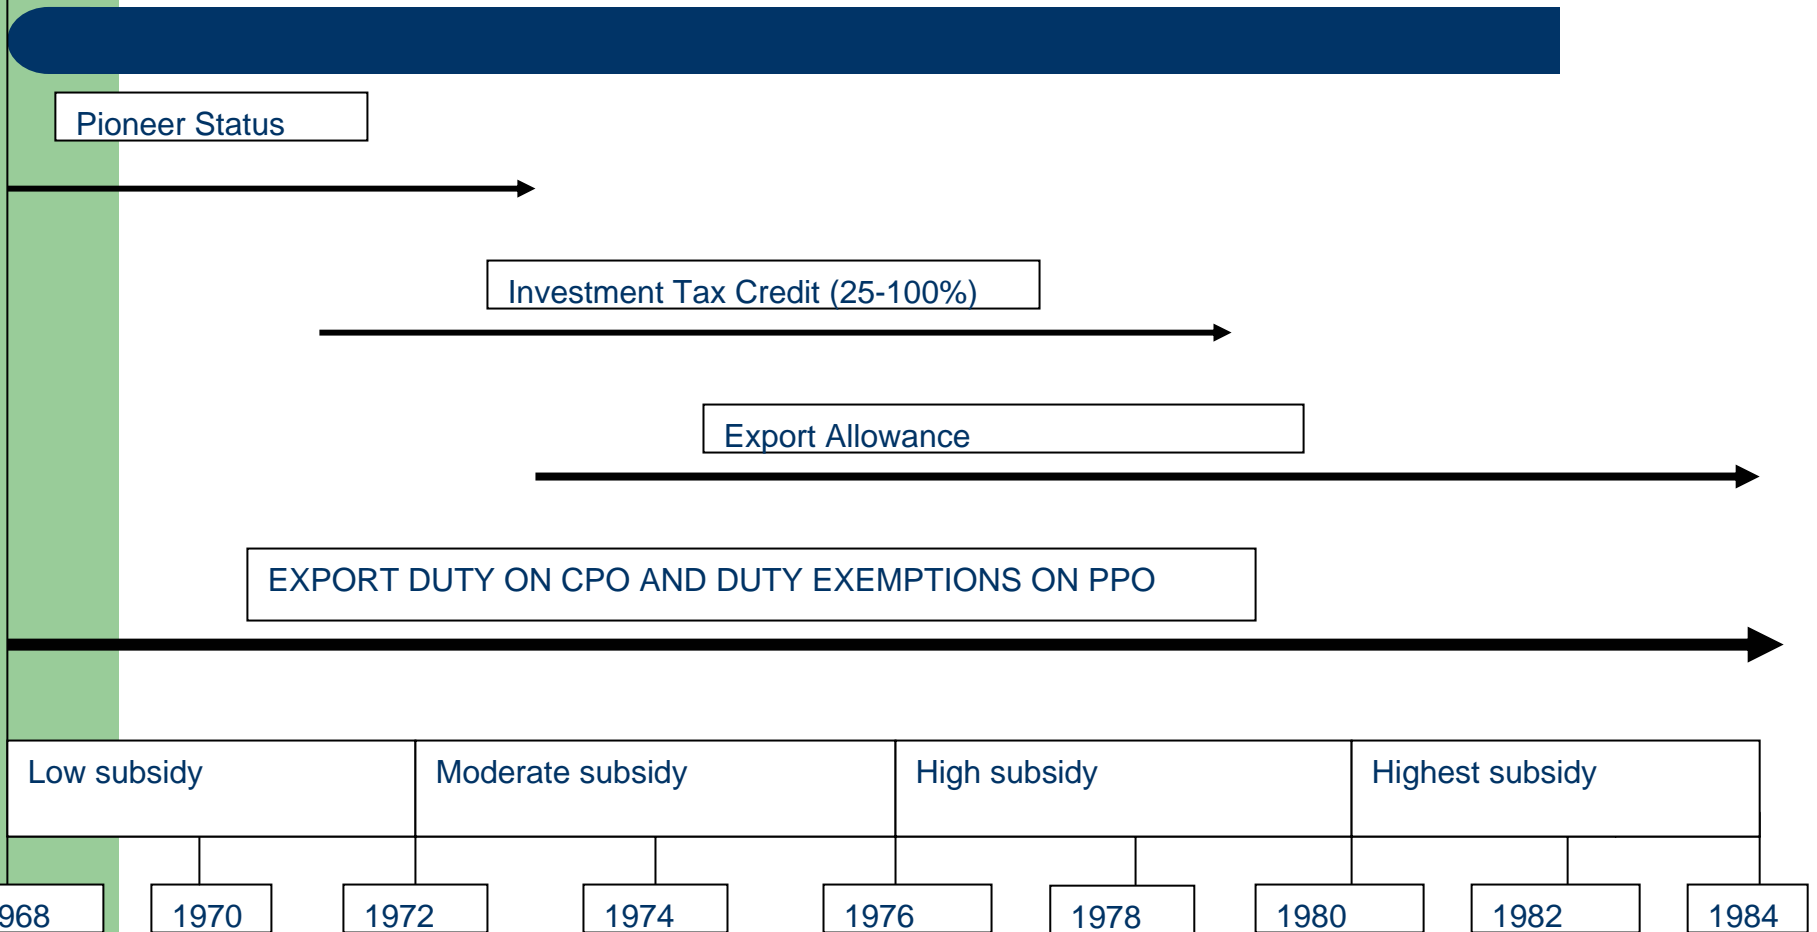 Pioneer Status
Investment Tax Credit (25-100%)
Export Allowance
EXPORT DUTY ON CPO AND DUTY EXEMPTIONS ON PPO
Low subsidy
Moderate subsidy
High subsidy
Highest subsidy
968
1970
1972
1974
1976
1978
1980
1982
1984